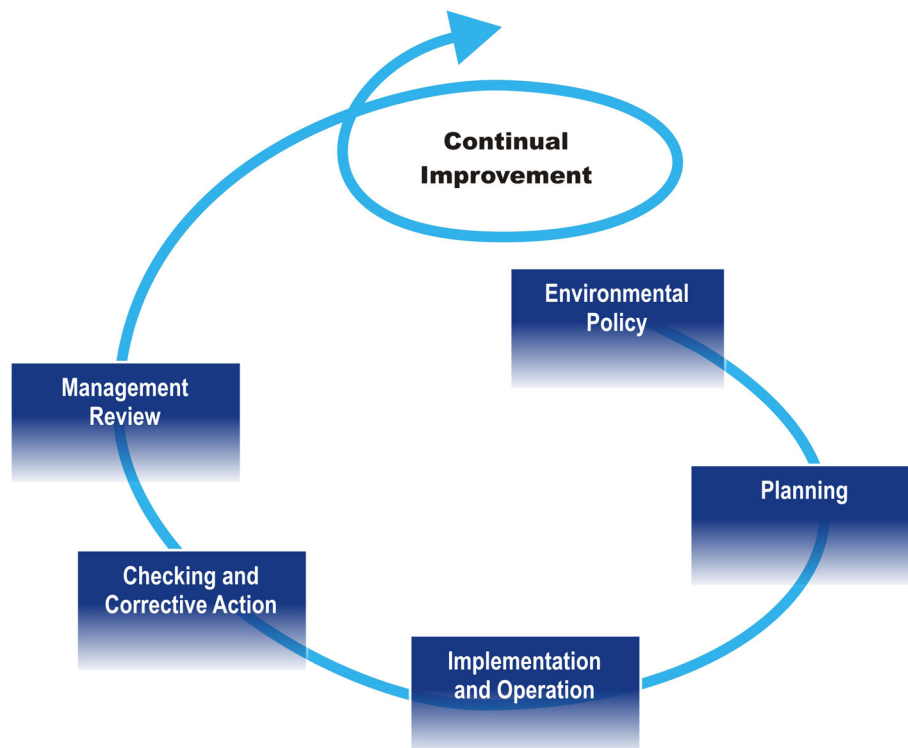 Continual
Improvement
Environmental
Policy
Management
Review
Planning
Checking and
Corrective Action
Implementation
and Operation